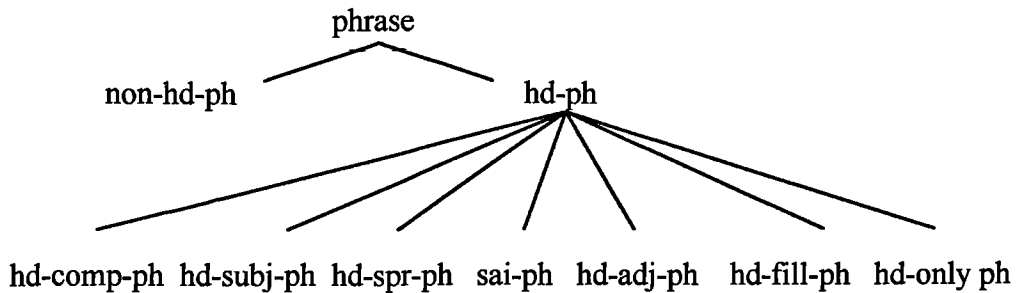 phrase
non-hd-ph hd-ph
hd-comp-ph hd-subj-ph hd-spr-ph sai-ph hd-adj-ph hd-fill-ph hd-only ph